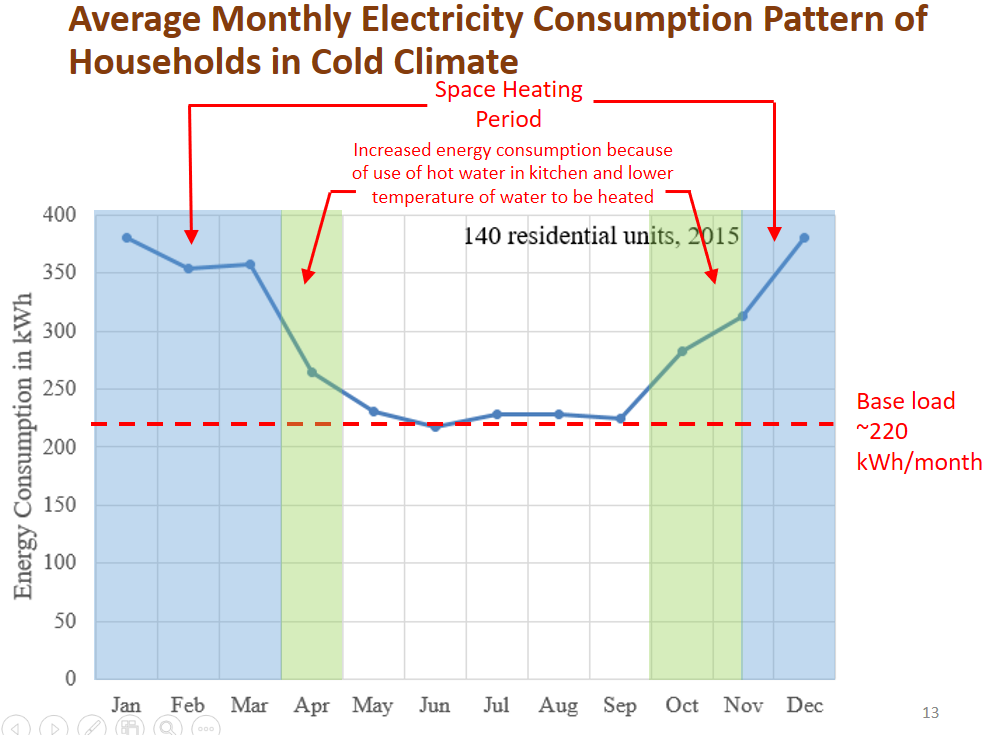 Average Monthly Electricity Consumption Pattern of
Households in Cold Climate
Space Heating
Period
Increased energy consumption because
of use of hot water in kitchen and lower
temperature of water to be heated
140 residential units, 2015
Energy Consumption in kWh
400
350
300
250
200
150
100
50
0
Jan Feb Mar Apr May Jun Jul Aug Sep Oct Nov Dec
Base load
~220
kWh/month
13